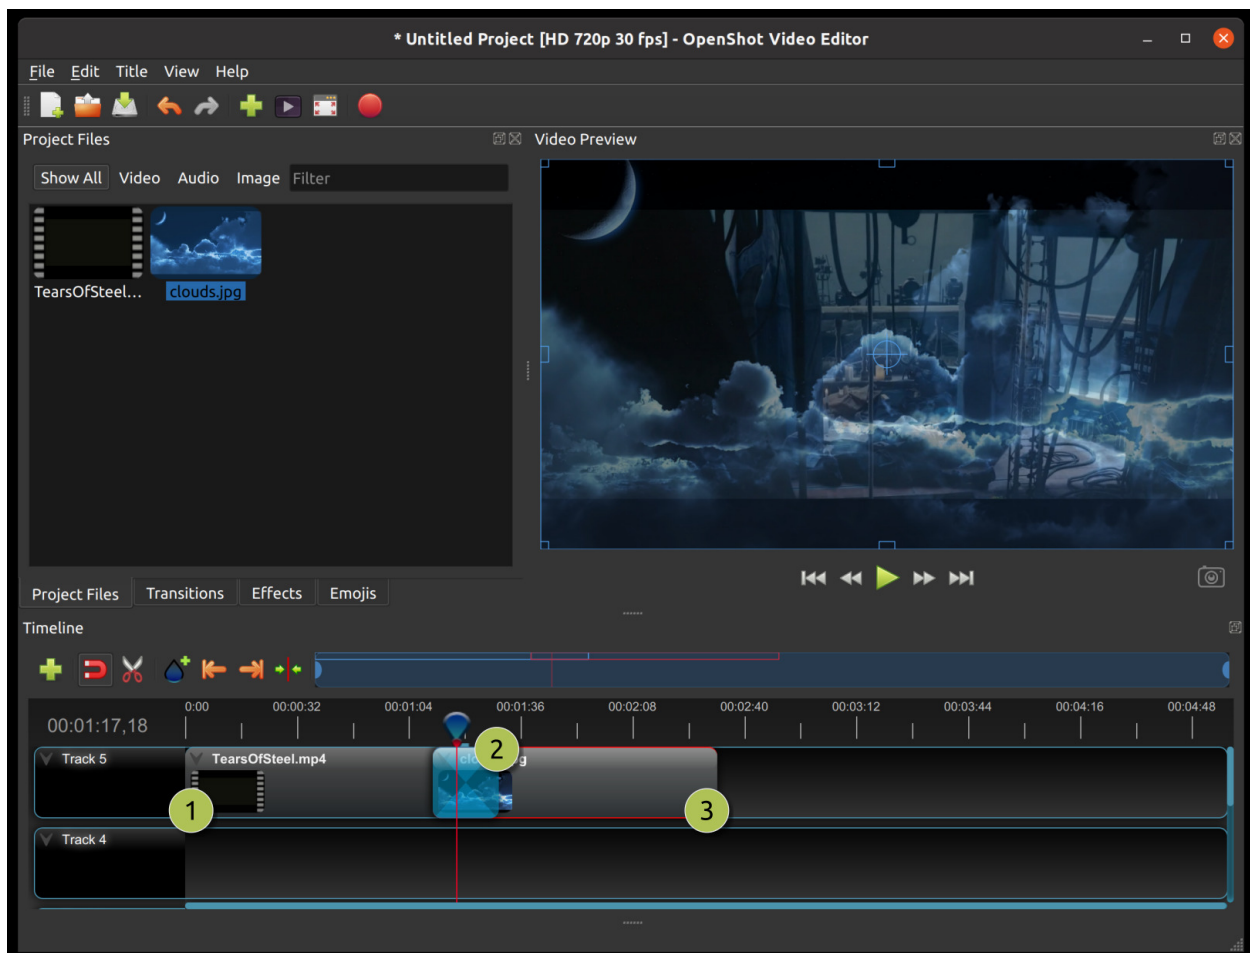 * Untitled Project [HD 720p 30 fps] - OpenShot Video Editor
File Edit Title View Help
Project Files
Video Preview
Show All Video Audio Image Filter
TearsOfSteel... clouds.jpg
Project Files Transitions Effects Emojis
Timeline
00:01:17,18
0:00 00:00:32 00:01:04 00:01:36 00:02:08 00:02:40 00:03:12 00:03:44 00:04:16 00:04:48
Track 5
TearsOfSteel.mp4
1
2
3
Track 4